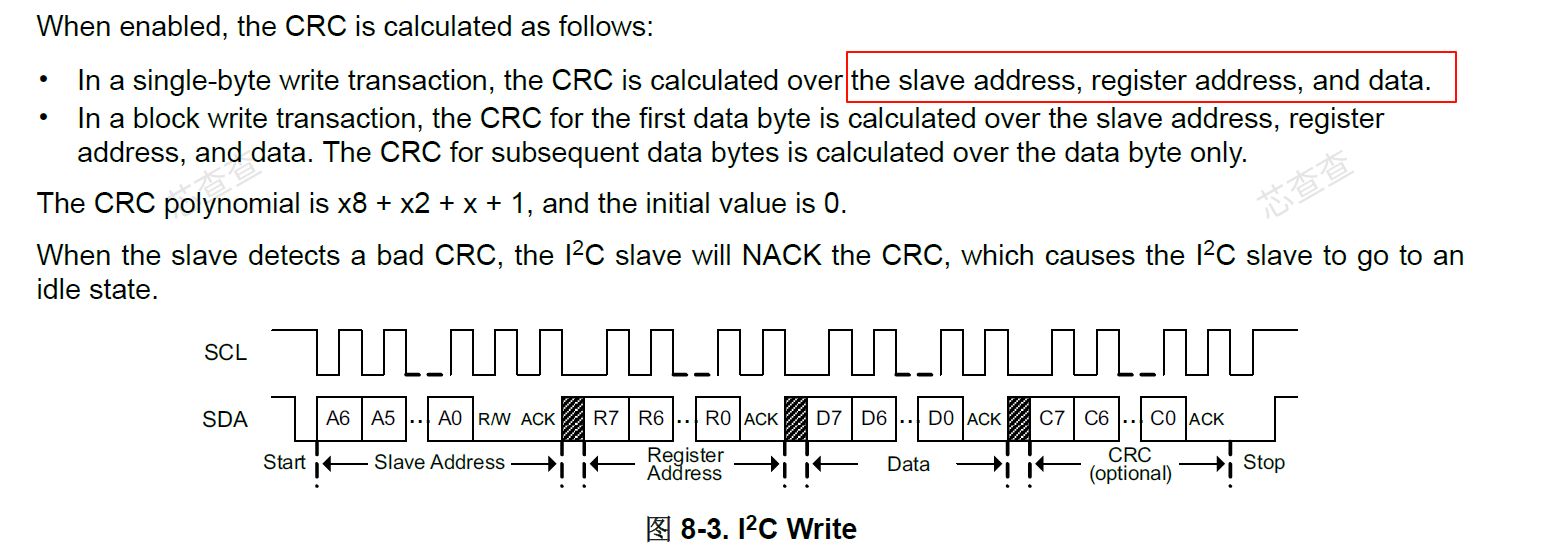 When enabled, the CRC is calculated as follows:
• In a single-byte write transaction, the CRC is calculated over the slave address, register address, and data.
• In a block write transaction, the CRC for the first data byte is calculated over the slave address, register
address, and data. The CRC for subsequent data bytes is calculated over the data byte only.
芯查查
芯查查
The CRC polynomial is x8 + x2 + x + 1, and the initial value is 0.
When the slave detects a bad CRC, the I²C slave will NACK the CRC, which causes the I²C slave to go to an
idle state.
SCL
SDA A6 A5 ... A0 R/W ACK R7 R6 ... R0 ACK D7 D6 ... D0 ACK C7 C6 ... C0 ACK
Start Slave Address Register Address Data CRC (optional) Stop
图 8-3. I²C Write